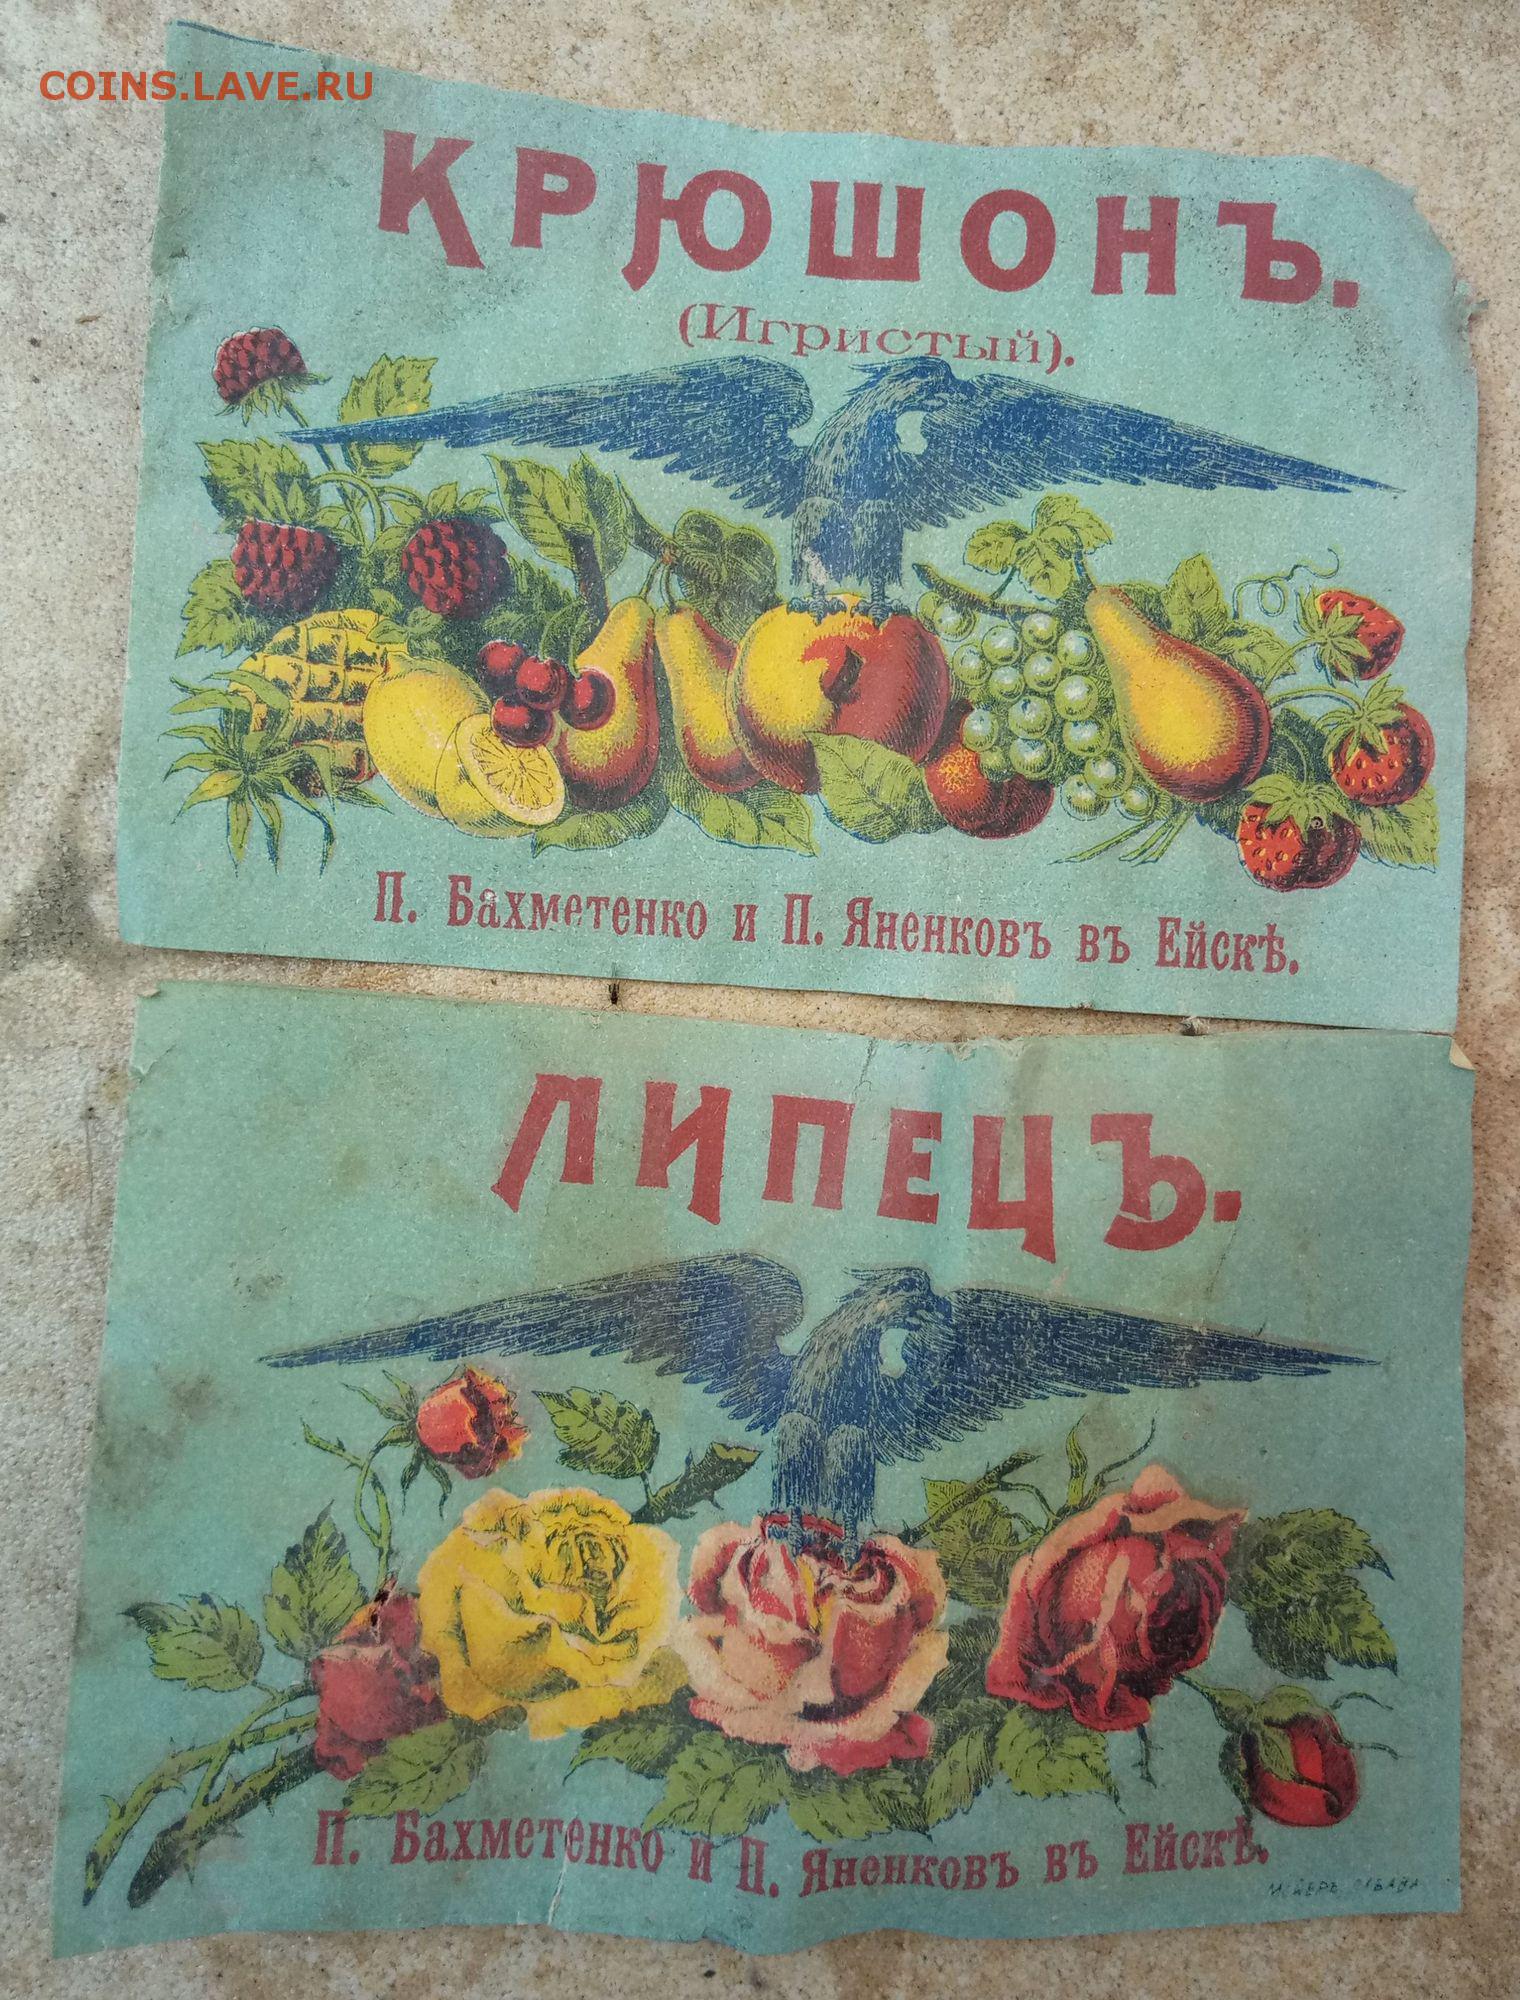 COINS.LAVE.RU
КРЮШОНЪ.
(Игристый).
П. Бахметенко и П. Яненковъ въ Ейскѣ.
ЛИПЕЦЪ.
П. Бахметенко и П. Яненковъ въ Ейскѣ.